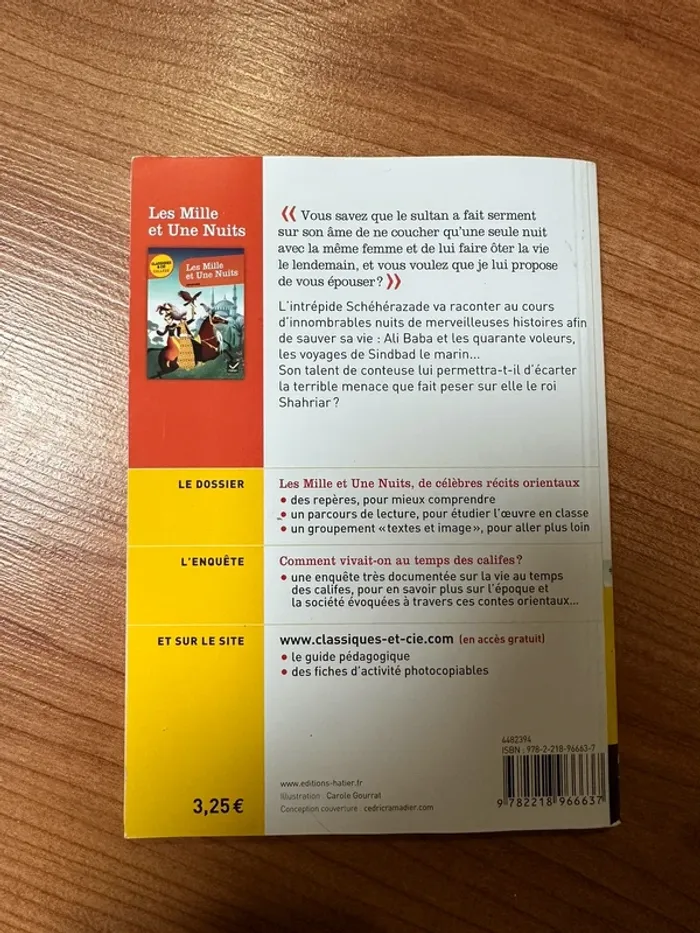 Les Mille
et Une Nuits
CLASSIQUES
& CIE
COLLÈGE
Les Mille
et Une Nuits
« Vous savez que le sultan a fait serment
sur son âme de ne coucher qu'une seule nuit
avec la même femme et de lui faire ôter la vie
le lendemain, et vous voulez que je lui propose
de vous épouser ? »
L'intrépide Schéhérazade va raconter au cours
d'innombrables nuits de merveilleuses histoires afin
de sauver sa vie : Ali Baba et les quarante voleurs,
les voyages de Sindbad le marin...
Son talent de conteuse lui permettra-t-il d'écarter
la terrible menace que fait peser sur elle le roi
Shahriar ?
LE DOSSIER
Les Mille et Une Nuits, de célèbres récits orientaux
• des repères, pour mieux comprendre
• un parcours de lecture, pour étudier l'œuvre en classe
• un groupement « textes et image », pour aller plus loin
L'ENQUÊTE
Comment vivait-on au temps des califes ?
• une enquête très documentée sur la vie au temps
des califes, pour en savoir plus sur l'époque et
la société évoquées à travers ces contes orientaux...
ET SUR LE SITE
www.classiques-et-cie.com (en accès gratuit)
• le guide pédagogique
• des fiches d'activité photocopiables
4482394
ISBN : 978-2-218-96663-7
www.editions-hatier.fr
Illustration : Carole Gourrat
Conception couverture : cedricramadier.com
9 782218 966637
3,25 €